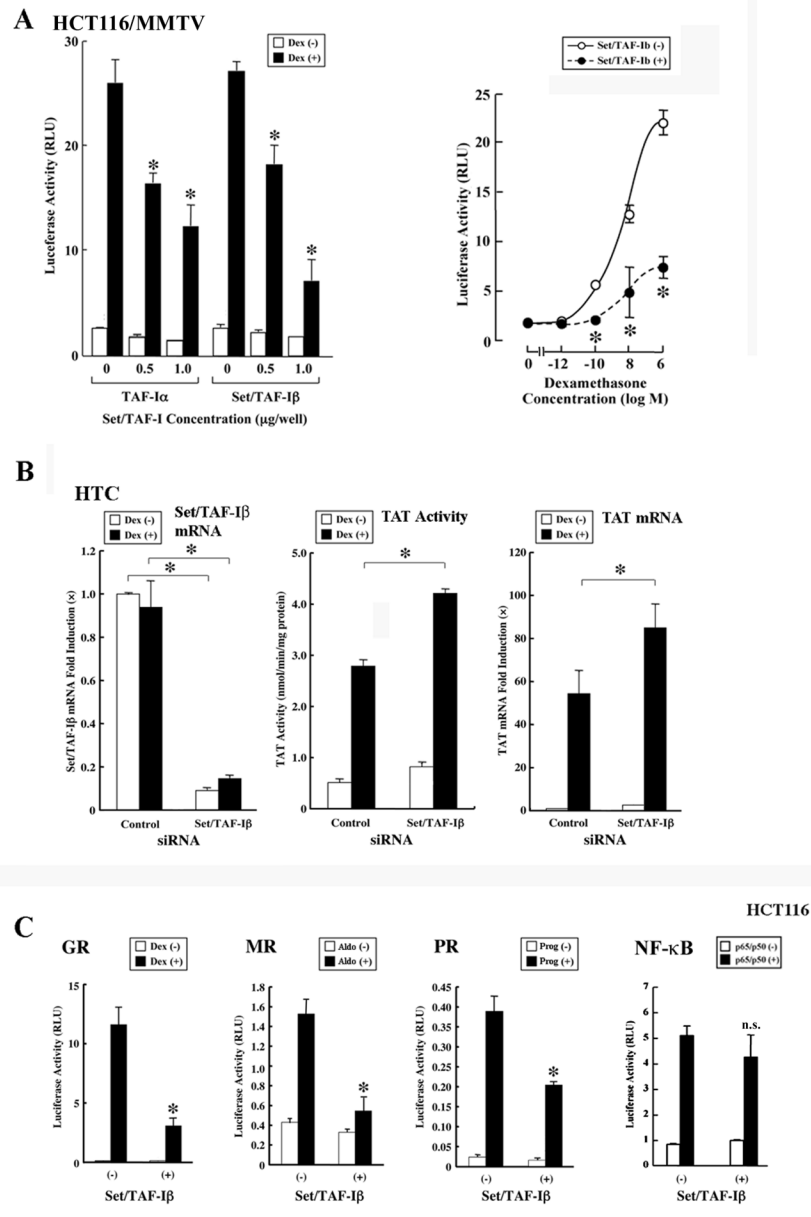 A HCT116/MMTV
Dex (-)
Dex (+)
Luceferase Activity (RLU)
30
20
10
0
* * * *
0 0.5 1.0 0 0.5 1.0
TAF-Iα Set/TAF-Iβ
Set/TAF-I Concentration (μg/well)
Set/TAF-Ib (-)
Set/TAF-Ib (+)
Luciferase Activity (RLU)
25
20
15
10
5
0
* * *
0 -12 -10 8 6
Dexamethasone
Concentration (log M)
B
HTC
Dex (-)
Dex (+)
Set/TAF-Iβ
mRNA
Set/TAF-Iβ mRNA Fold Induction (×)
1.2
1.0
0.8
0.6
0.4
0.2
0
*
*
Control Set/TAF-Iβ
siRNA
Dex (-)
Dex (+)
TAT Activity
TAT Activity (nmol/min/mg protein)
5.0
4.0
3.0
2.0
1.0
0.0
*
Control Set/TAF-Iβ
siRNA
Dex (-)
Dex (+)
TAT mRNA
TAT mRNA Fold Induction (×)
120
100
80
60
40
20
0
*
Control Set/TAF-Iβ
siRNA
HCT116
C
GR
Dex (-)
Dex (+)
Luciferase Activity (RLU)
15
10
5
0
*
(-) (+)
Set/TAF-Iβ
MR
Aldo (-)
Aldo (+)
Luciferase Activity (RLU)
1.8
1.6
1.4
1.2
1.0
0.8
0.6
0.4
0.2
0
*
(-) (+)
Set/TAF-Iβ
PR
Prog (-)
Prog (+)
Luciferase Activity (RLU)
0.45
0.40
0.35
0.30
0.25
0.20
0.15
0.10
0.05
0
*
(-) (+)
Set/TAF-Iβ
NF-κB
p65/p50 (-)
p65/p50 (+)
Luciferase Activity (RLU)
7
6
5
4
3
2
1
0
n.s.
(-) (+)
Set/TAF-Iβ